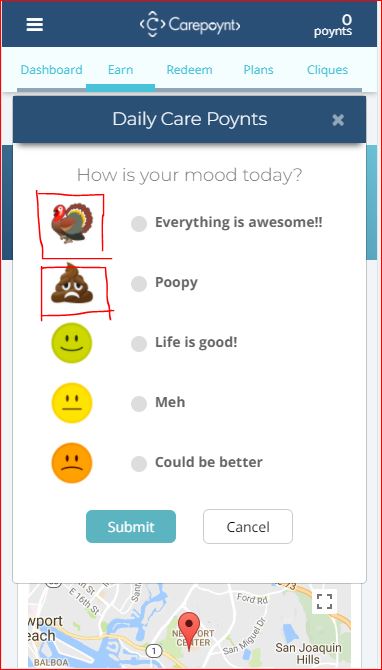 Carepoynt
0
poynts
Dashboard Earn Redeem Plans Cliques
Daily Care Poynts
How is your mood today?
Everything is awesome!!
Poopy
Life is good!
Meh
Could be better
Submit Cancel
E 16th St
Ford Rd
1
wport
each
NEWPORT
CENTER
San Miguel Dr
San Joaquin
Hills
BALBOA